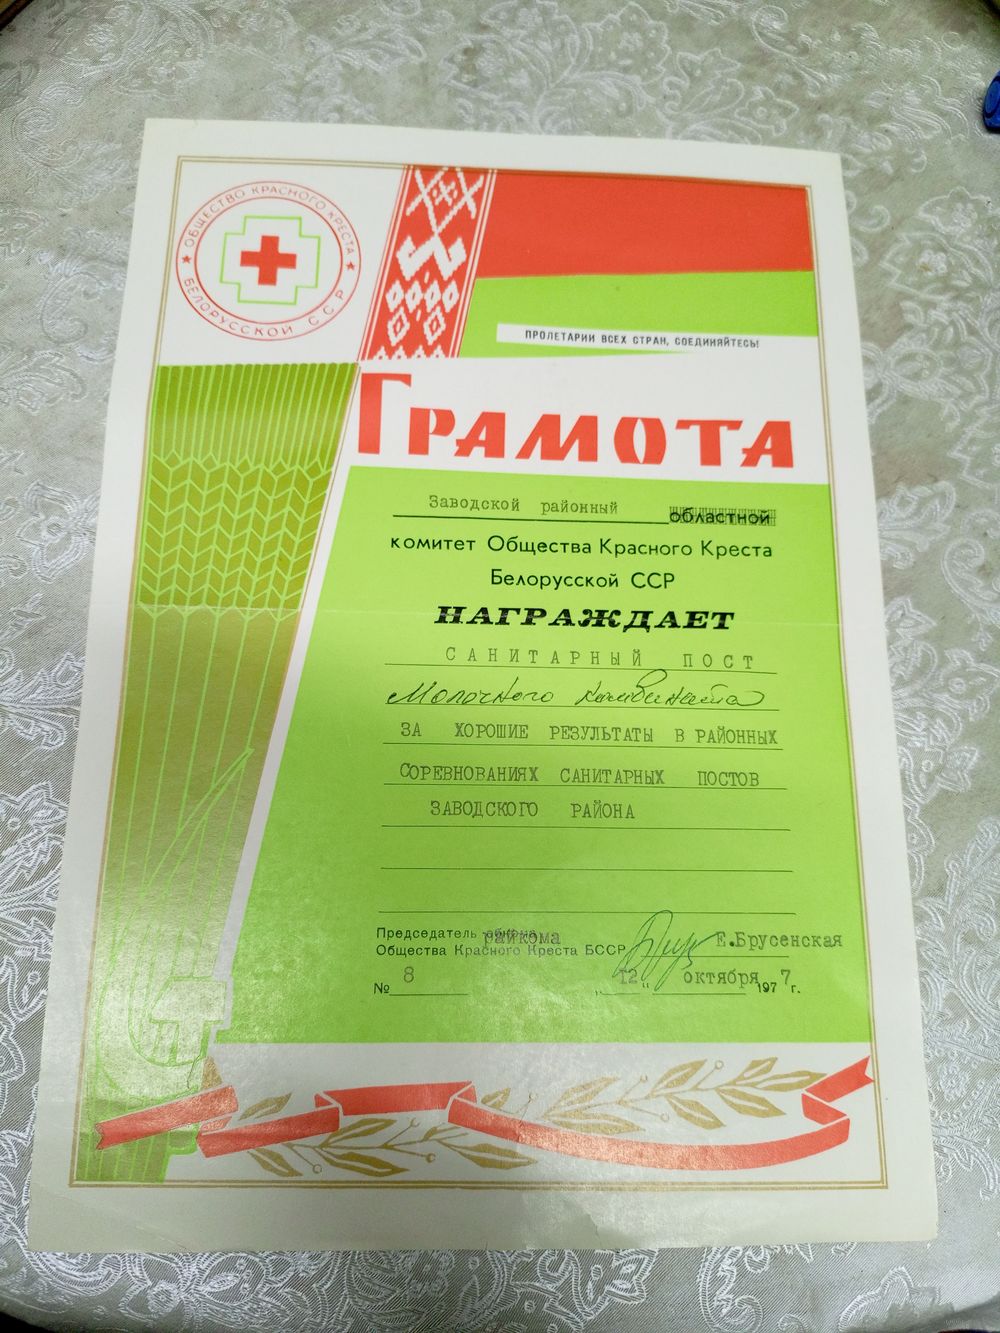 ★ ОБЩЕСТВО КРАСНОГО КРЕСТА ★
БЕЛОРУССКОЙ ССР
ПРОЛЕТАРИИ ВСЕХ СТРАН, СОЕДИНЯЙТЕСЬ!
ГРАМОТА
Заводской районный областной
комитет Общества Красного Креста
Белорусской ССР
НАГРАЖДАЕТ
САНИТАРНЫЙ ПОСТ
Молочного комбината
ЗА ХОРОШИЕ РЕЗУЛЬТАТЫ В РАЙОННЫХ
СОРЕВНОВАНИЯХ САНИТАРНЫХ ПОСТОВ
ЗАВОДСКОГО РАЙОНА
Председатель обкома райкома
Общества Красного Креста БССР Е.Брусенская
№ 8 „12“ октября 1977 г.